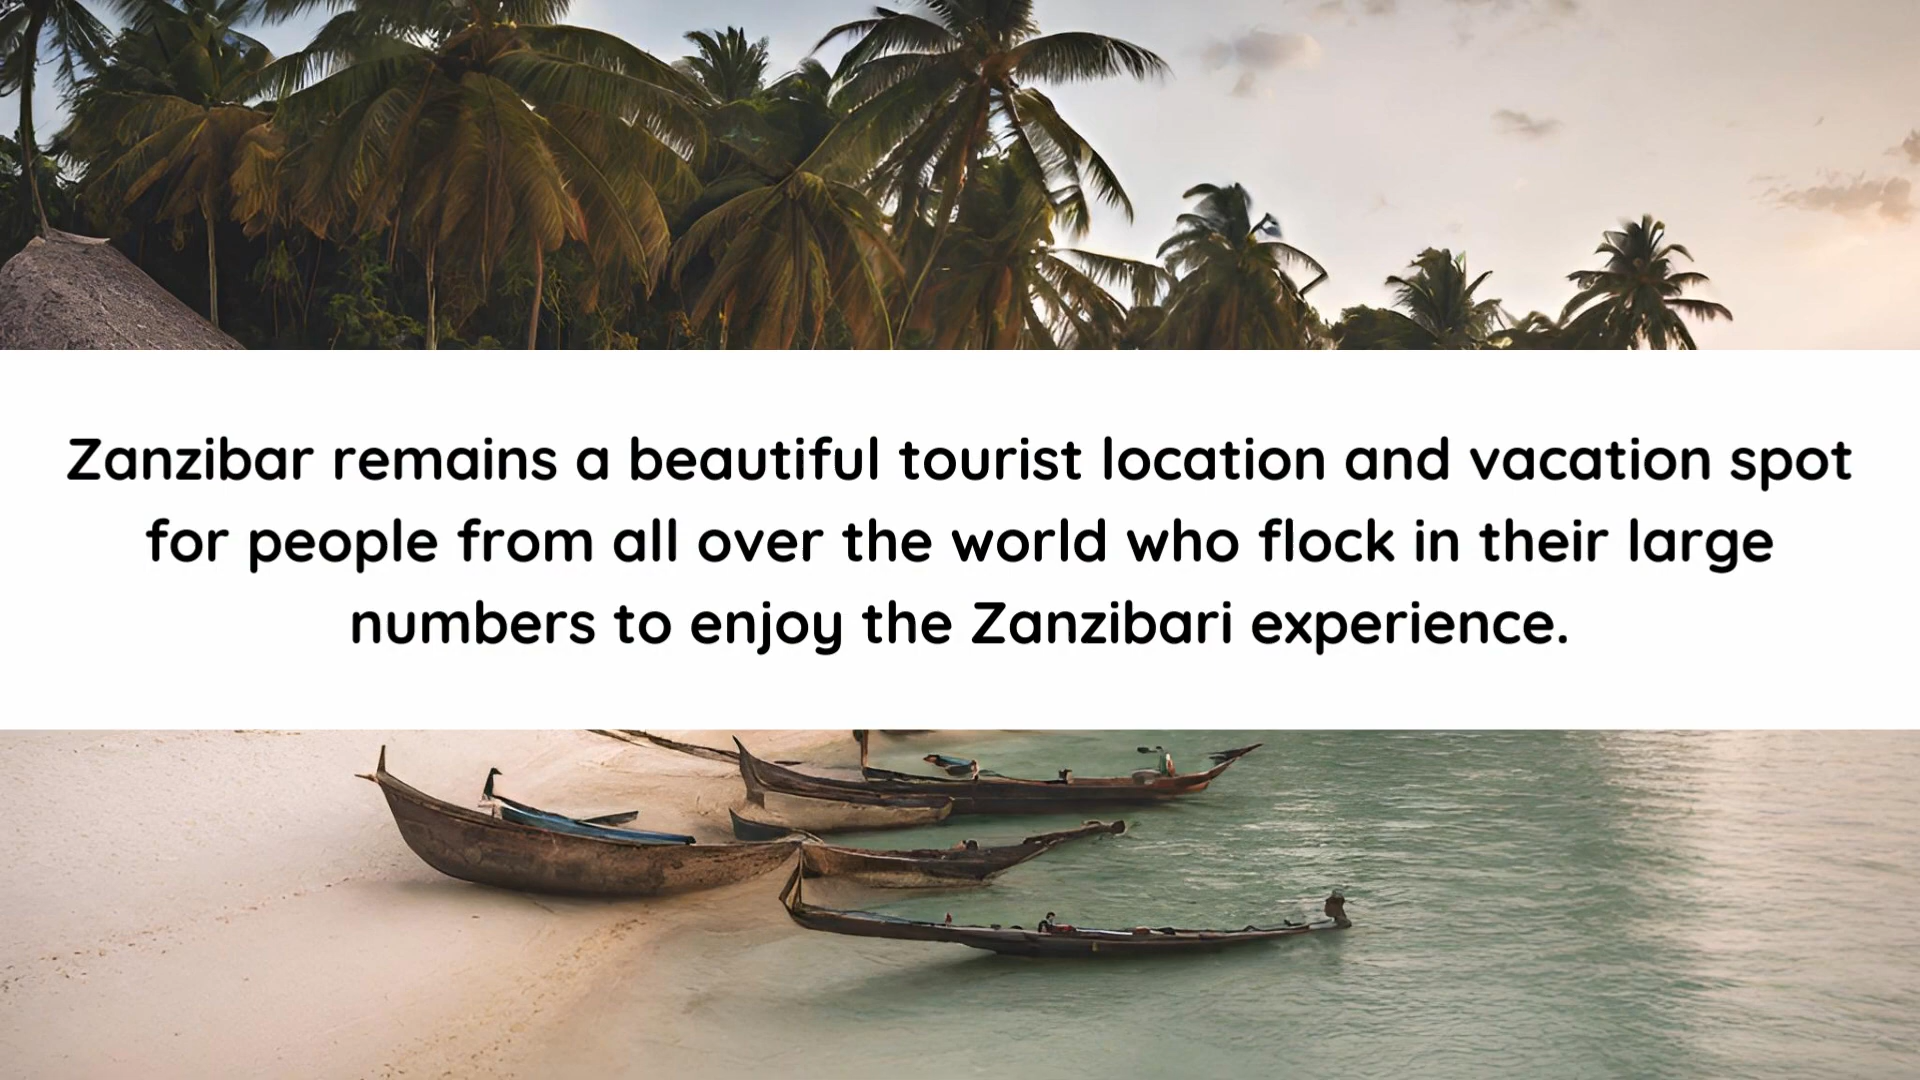 Zanzibar remains a beautiful tourist location and vacation spot
for people from all over the world who flock in their large
numbers to enjoy the Zanzibari experience.